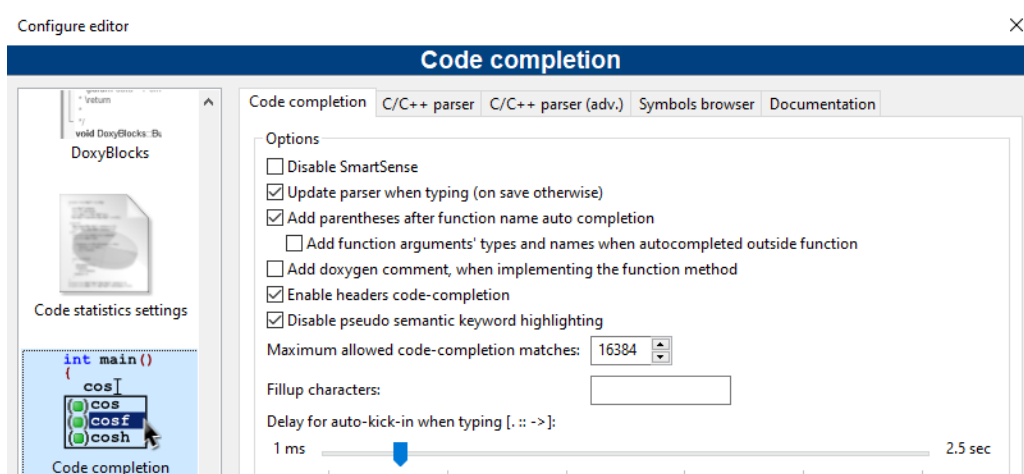 Configure editor
Code completion
* \return
*/
void DoxyBlocks::Bu
DoxyBlocks
Code statistics settings
int main()
{
cos
cos
cosf
cosh
Code completion
Code completion C/C++ parser C/C++ parser (adv.) Symbols browser Documentation
Options
Disable SmartSense
Update parser when typing (on save otherwise)
Add parentheses after function name auto completion
Add function arguments' types and names when autocompleted outside function
Add doxygen comment, when implementing the function method
Enable headers code-completion
Disable pseudo semantic keyword highlighting
Maximum allowed code-completion matches: 16384
Fillup characters:
Delay for auto-kick-in when typing [. :: ->]:
1 ms 2.5 sec